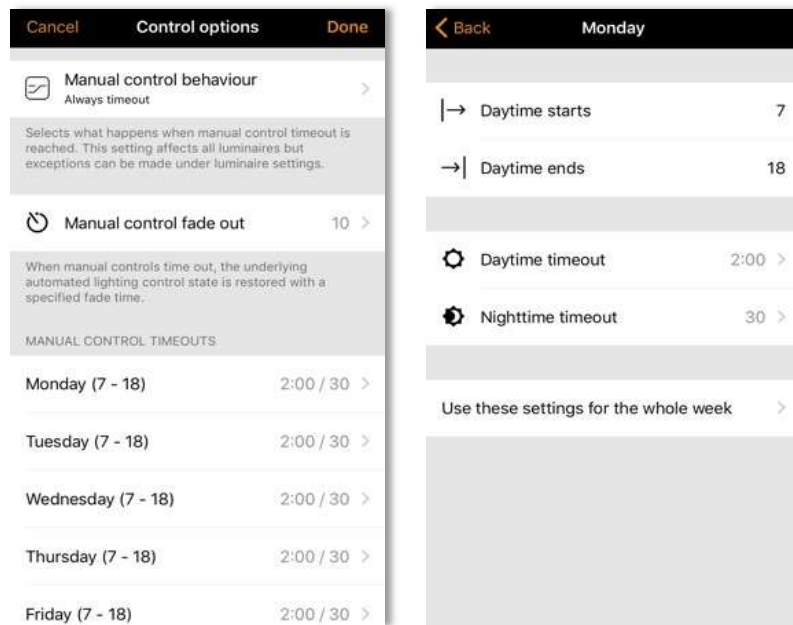 Cancel Control options Done
Manual control behaviour
Always timeout
Selects what happens when manual control timeout is
reached. This setting affects all luminaires but
exceptions can be made under luminaire settings.
Manual control fade out 10 >
When manual controls time out, the underlying
automated lighting control state is restored with a
specified fade time.
MANUAL CONTROL TIMEOUTS
Monday (7 - 18) 2:00 / 30 >
Tuesday (7 - 18) 2:00 / 30 >
Wednesday (7 - 18) 2:00 / 30 >
Thursday (7 - 18) 2:00 / 30 >
Friday (7 - 18) 2:00 / 30 >
Back Monday
Daytime starts 7
Daytime ends 18
Daytime timeout 2:00 >
Nighttime timeout 30 >
Use these settings for the whole week >